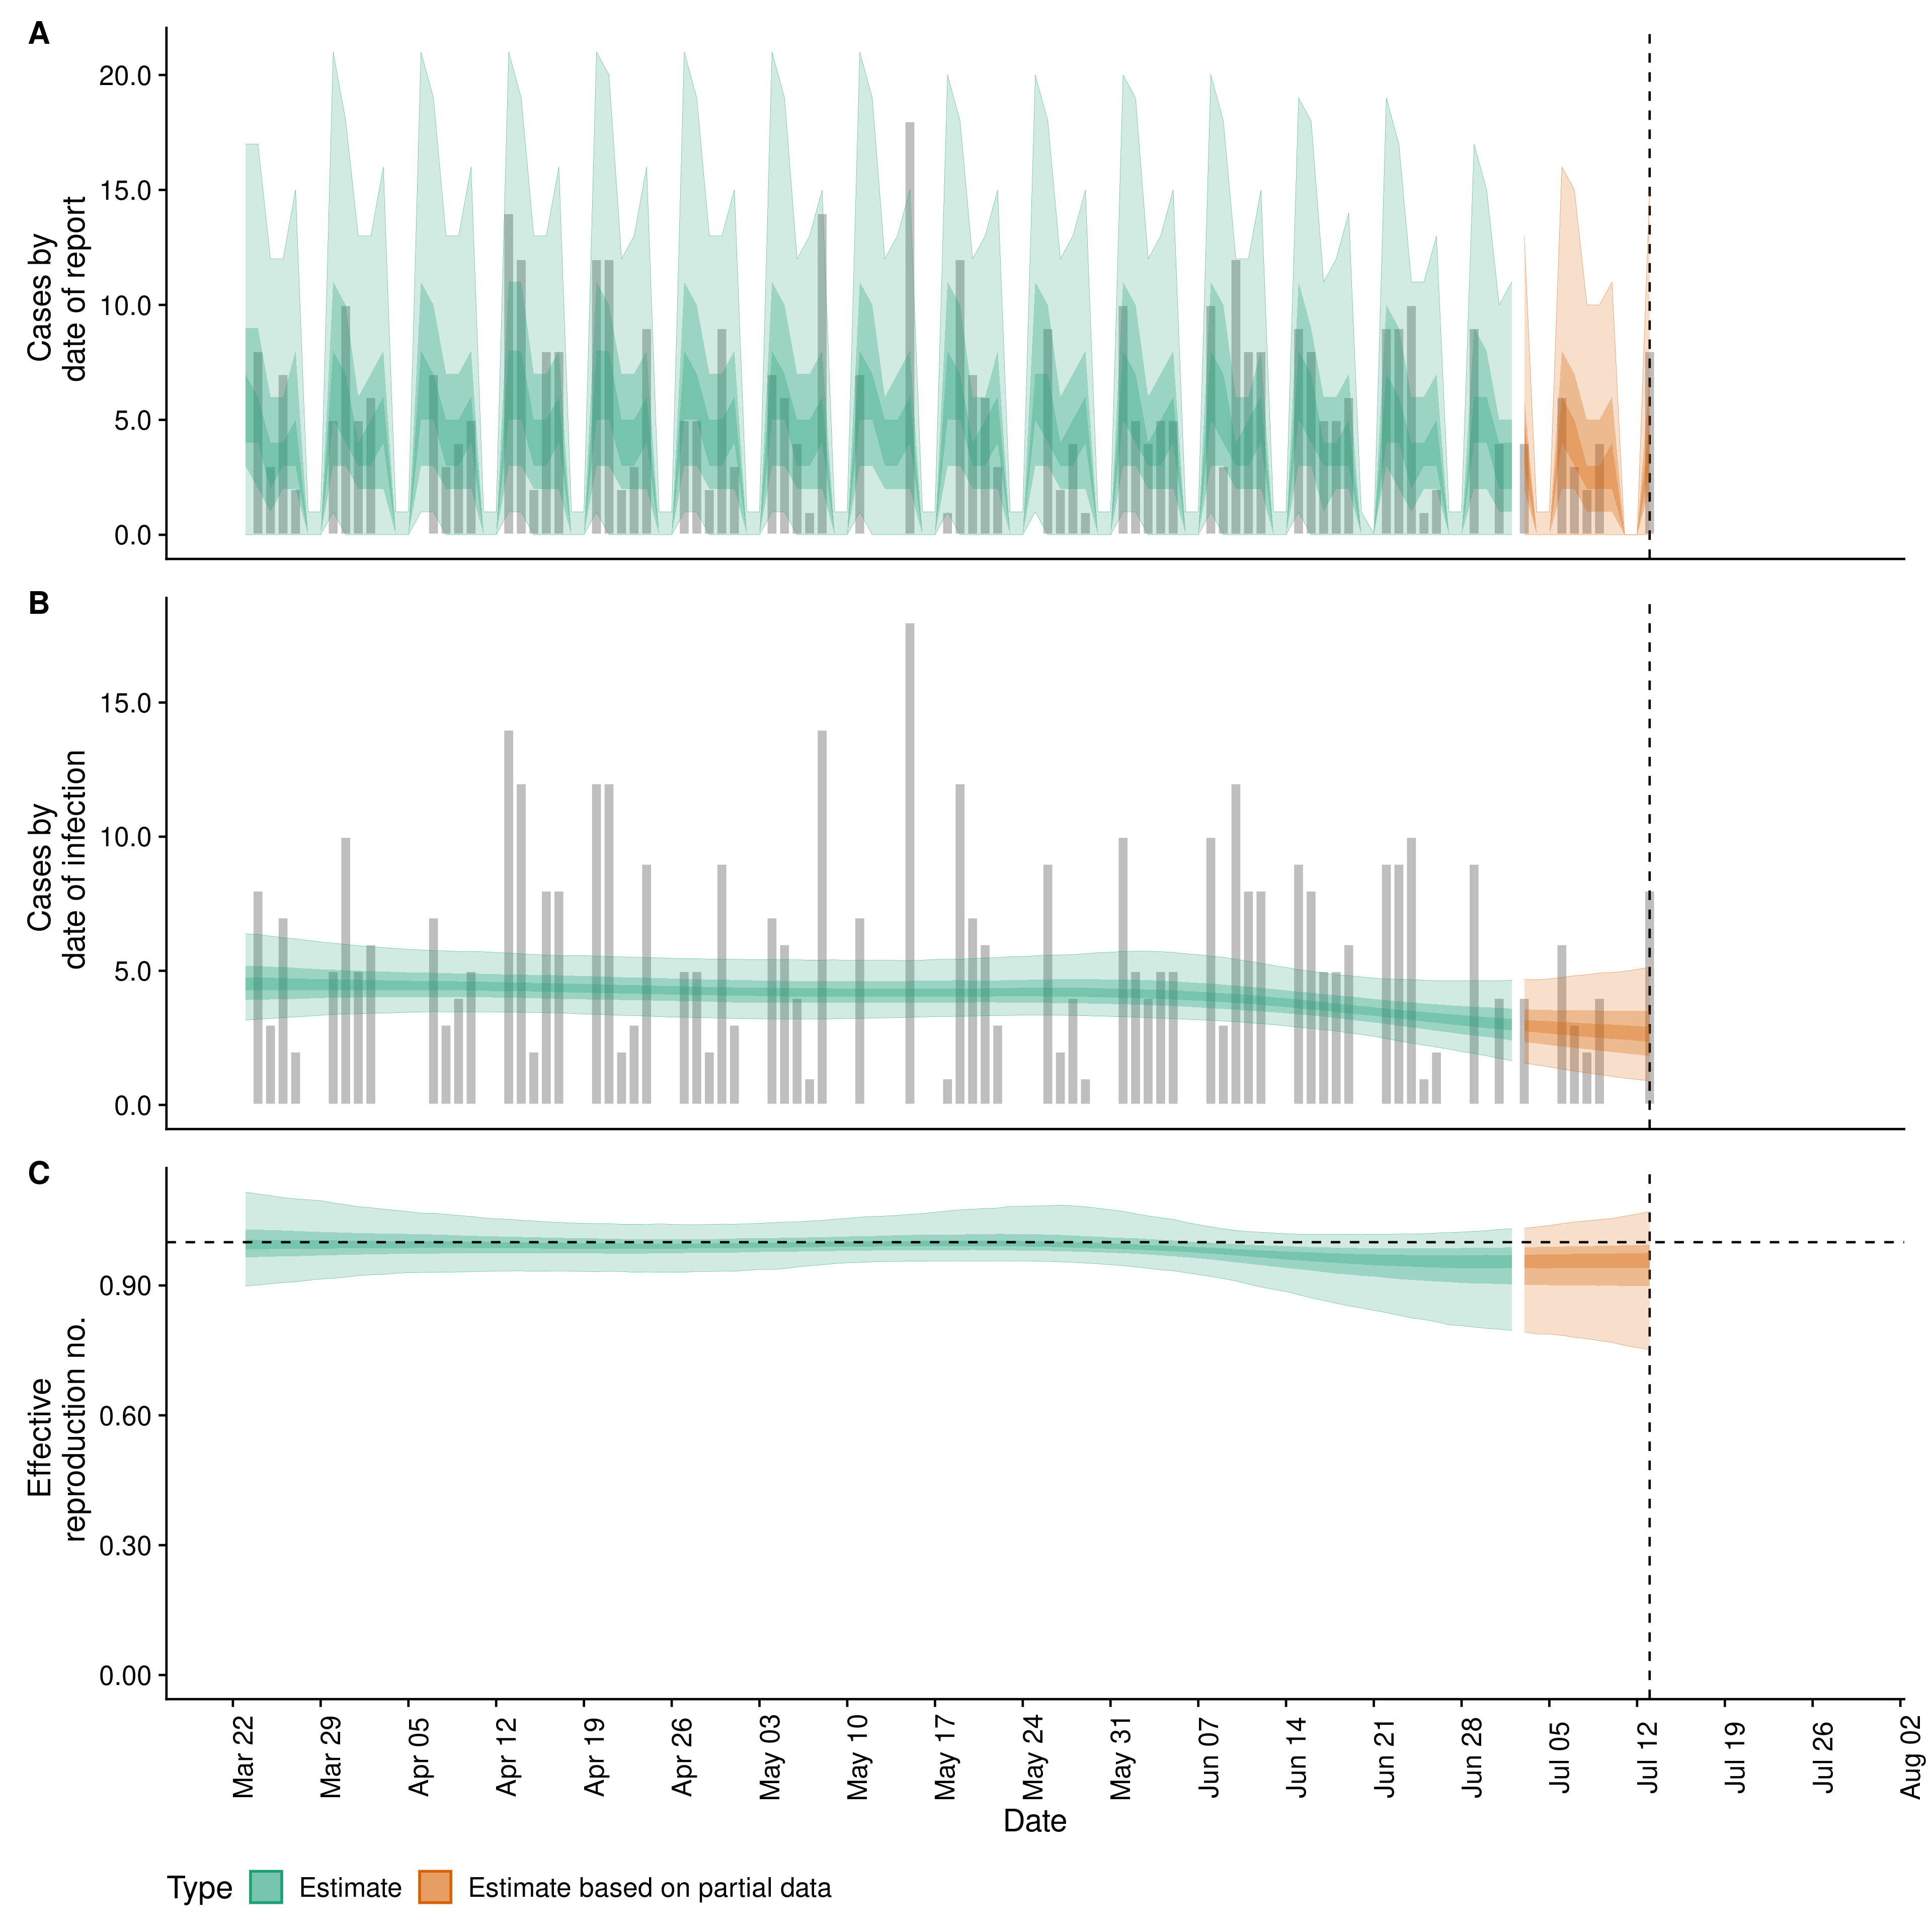 A
20.0
15.0
10.0
5.0
0.0
Cases by
date of report
B
15.0
10.0
5.0
0.0
Cases by
date of infection
C
0.90
0.60
0.30
0.00
Effective
reproduction no.
Mar 22
Mar 29
Apr 05
Apr 12
Apr 19
Apr 26
May 03
May 10
May 17
May 24
May 31
Jun 07
Jun 14
Jun 21
Jun 28
Jul 05
Jul 12
Jul 19
Jul 26
Aug 02
Date
Type Estimate Estimate based on partial data